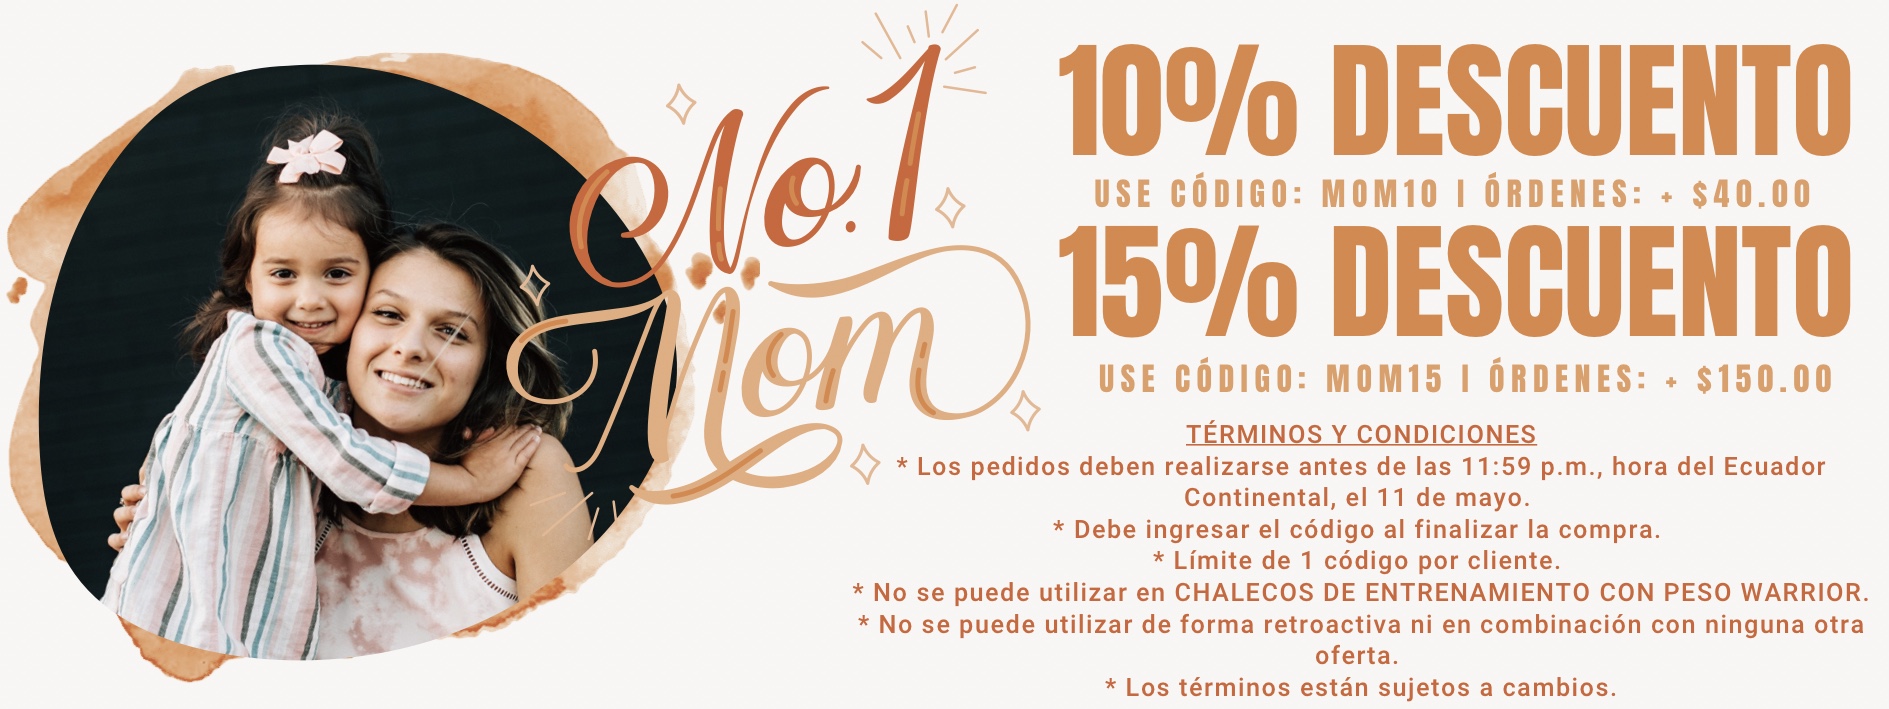 No. 1
Mom
10% DESCUENTO
USE CÓDIGO: MOM10 | ÓRDENES: + $40.00
15% DESCUENTO
USE CÓDIGO: MOM15 | ÓRDENES: + $150.00
TÉRMINOS Y CONDICIONES
* Los pedidos deben realizarse antes de las 11:59 p.m., hora del Ecuador
Continental, el 11 de mayo.
* Debe ingresar el código al finalizar la compra.
* Límite de 1 código por cliente.
* No se puede utilizar en CHALECOS DE ENTRENAMIENTO CON PESO WARRIOR.
* No se puede utilizar de forma retroactiva ni en combinación con ninguna otra
oferta.
* Los términos están sujetos a cambios.